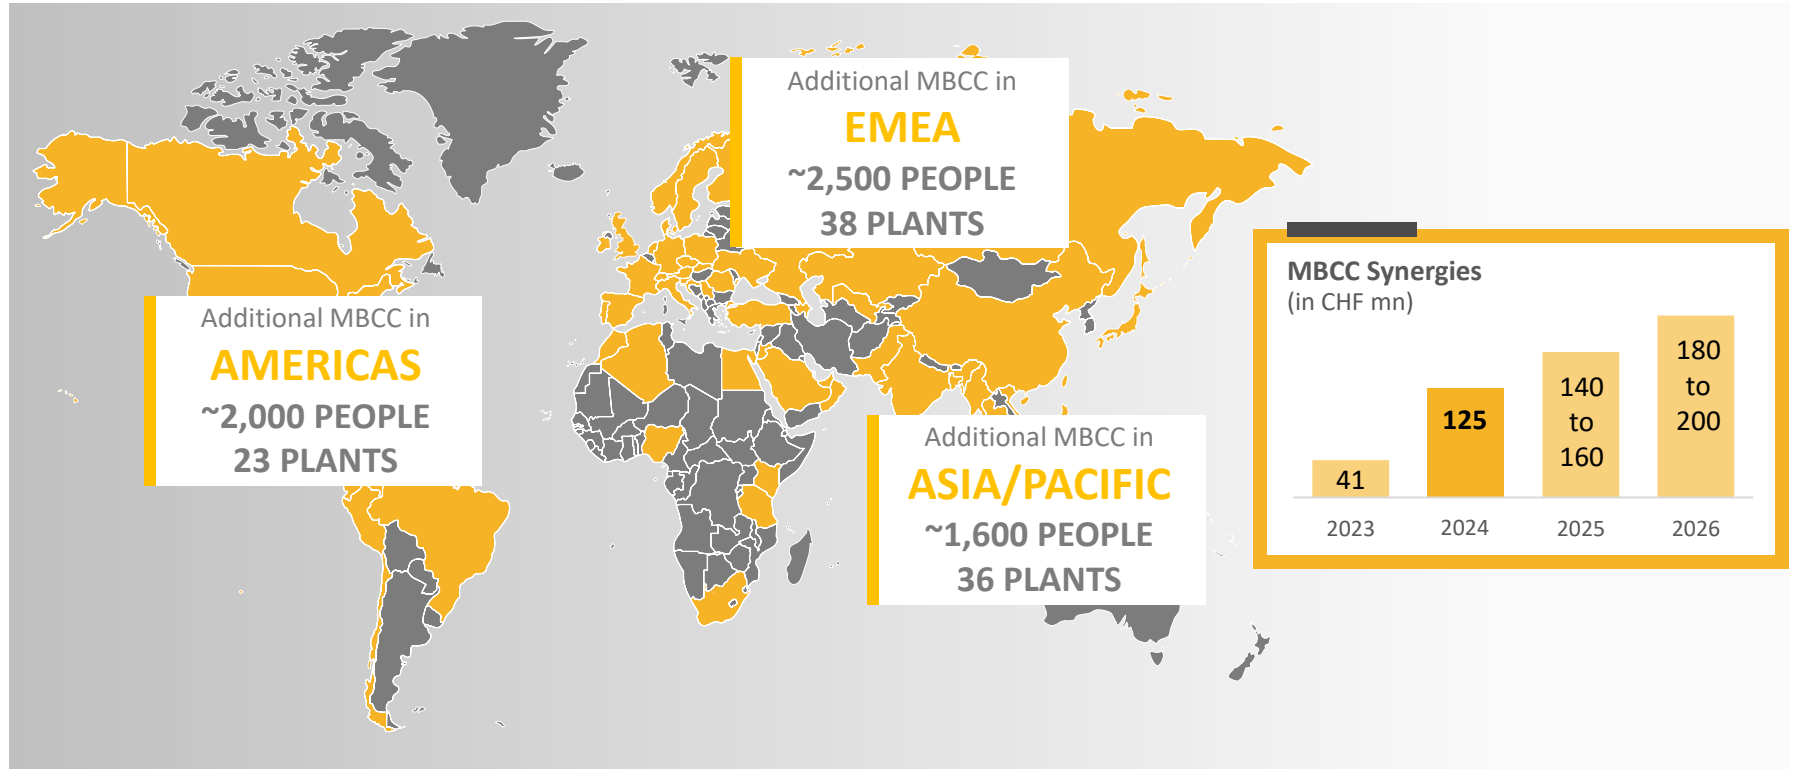 Additional MBCC in
EMEA
~2,500 PEOPLE
38 PLANTS
Additional MBCC in
AMERICAS
~2,000 PEOPLE
23 PLANTS
Additional MBCC in
ASIA/PACIFIC
~1,600 PEOPLE
36 PLANTS
MBCC Synergies
(in CHF mn)
41
125
140
to
160
180
to
200
2023
2024
2025
2026